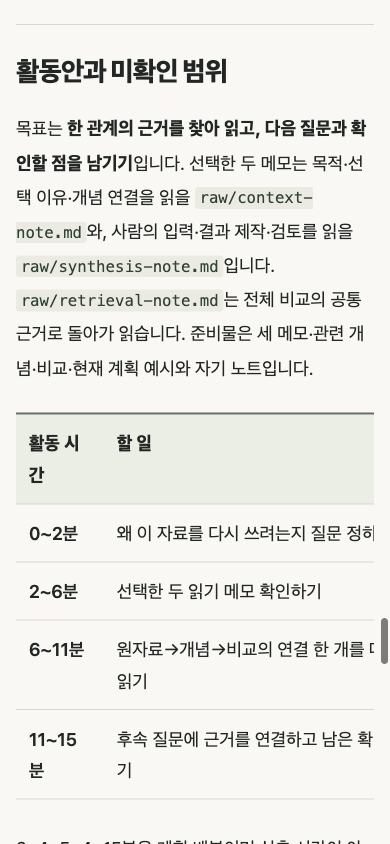 활동안과 미확인 범위
목표는 한 관계의 근거를 찾아 읽고, 다음 질문과 확
인할 점을 남기기입니다. 선택한 두 메모는 목적·선
택 이유·개념 연결을 읽을 raw/context-
note.md 와, 사람의 입력·결과 제작·검토를 읽을
raw/synthesis-note.md 입니다.
raw/retrieval-note.md 는 전체 비교의 공통
근거로 돌아가 읽습니다. 준비물은 세 메모·관련 개
념·비교·현재 계획 예시와 자기 노트입니다.
활동 시간 할 일
0~2분 왜 이 자료를 다시 쓰려는지 질문
2~6분 선택한 두 읽기 메모 확인하기
6~11분 원자료→개념→비교의 연결 한 개를
읽기
11~15분 후속 질문에 근거를 연결하고 남은
기